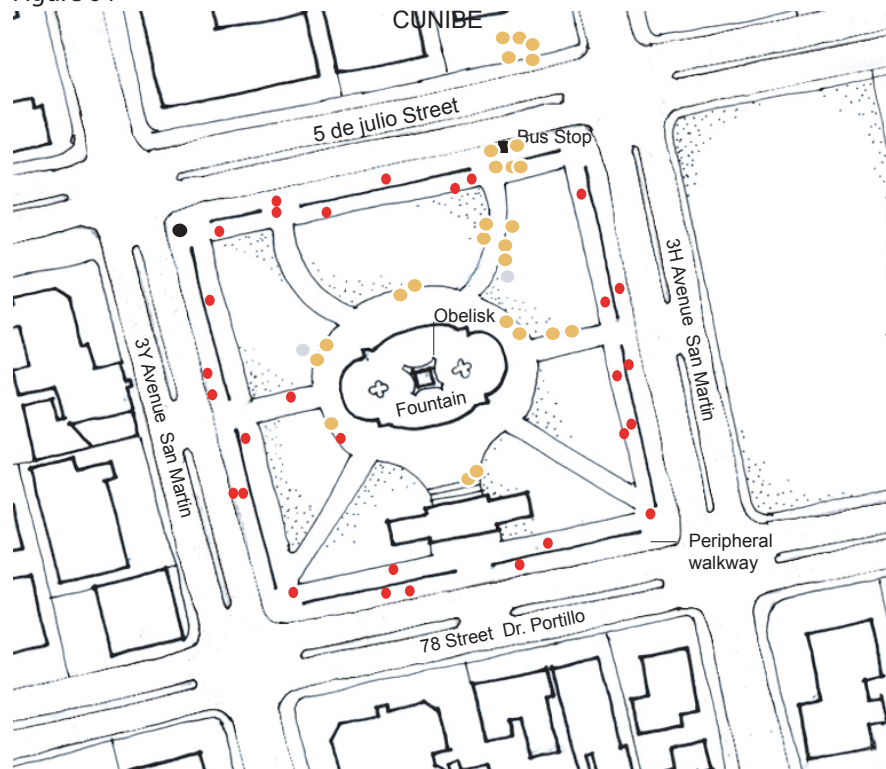 CUNIBE
5 de julio Street
Bus Stop
3H Avenue San Martin
Obelisk
3Y Avenue San Martin
Fountain
Peripheral
walkway
78 Street Dr. Portillo